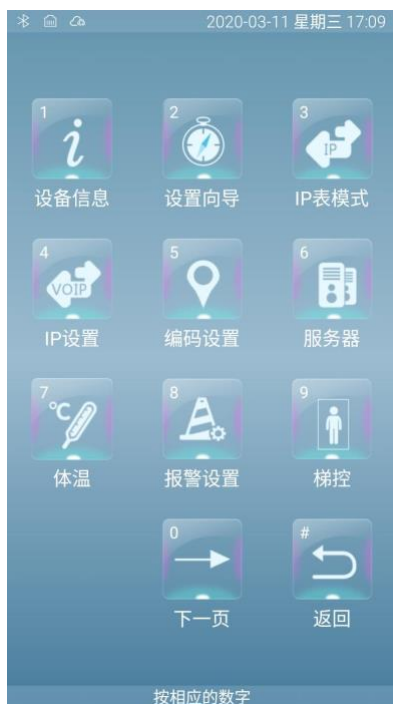 2020-03-11 星期三 17:09
1 2 3
设备信息 设置向导 IP表模式
IP
4 5 6
VOIP
IP设置 编码设置 服务器
7 8 9
°C
体温 报警设置 梯控
0 #
下一页 返回
按相应的数字